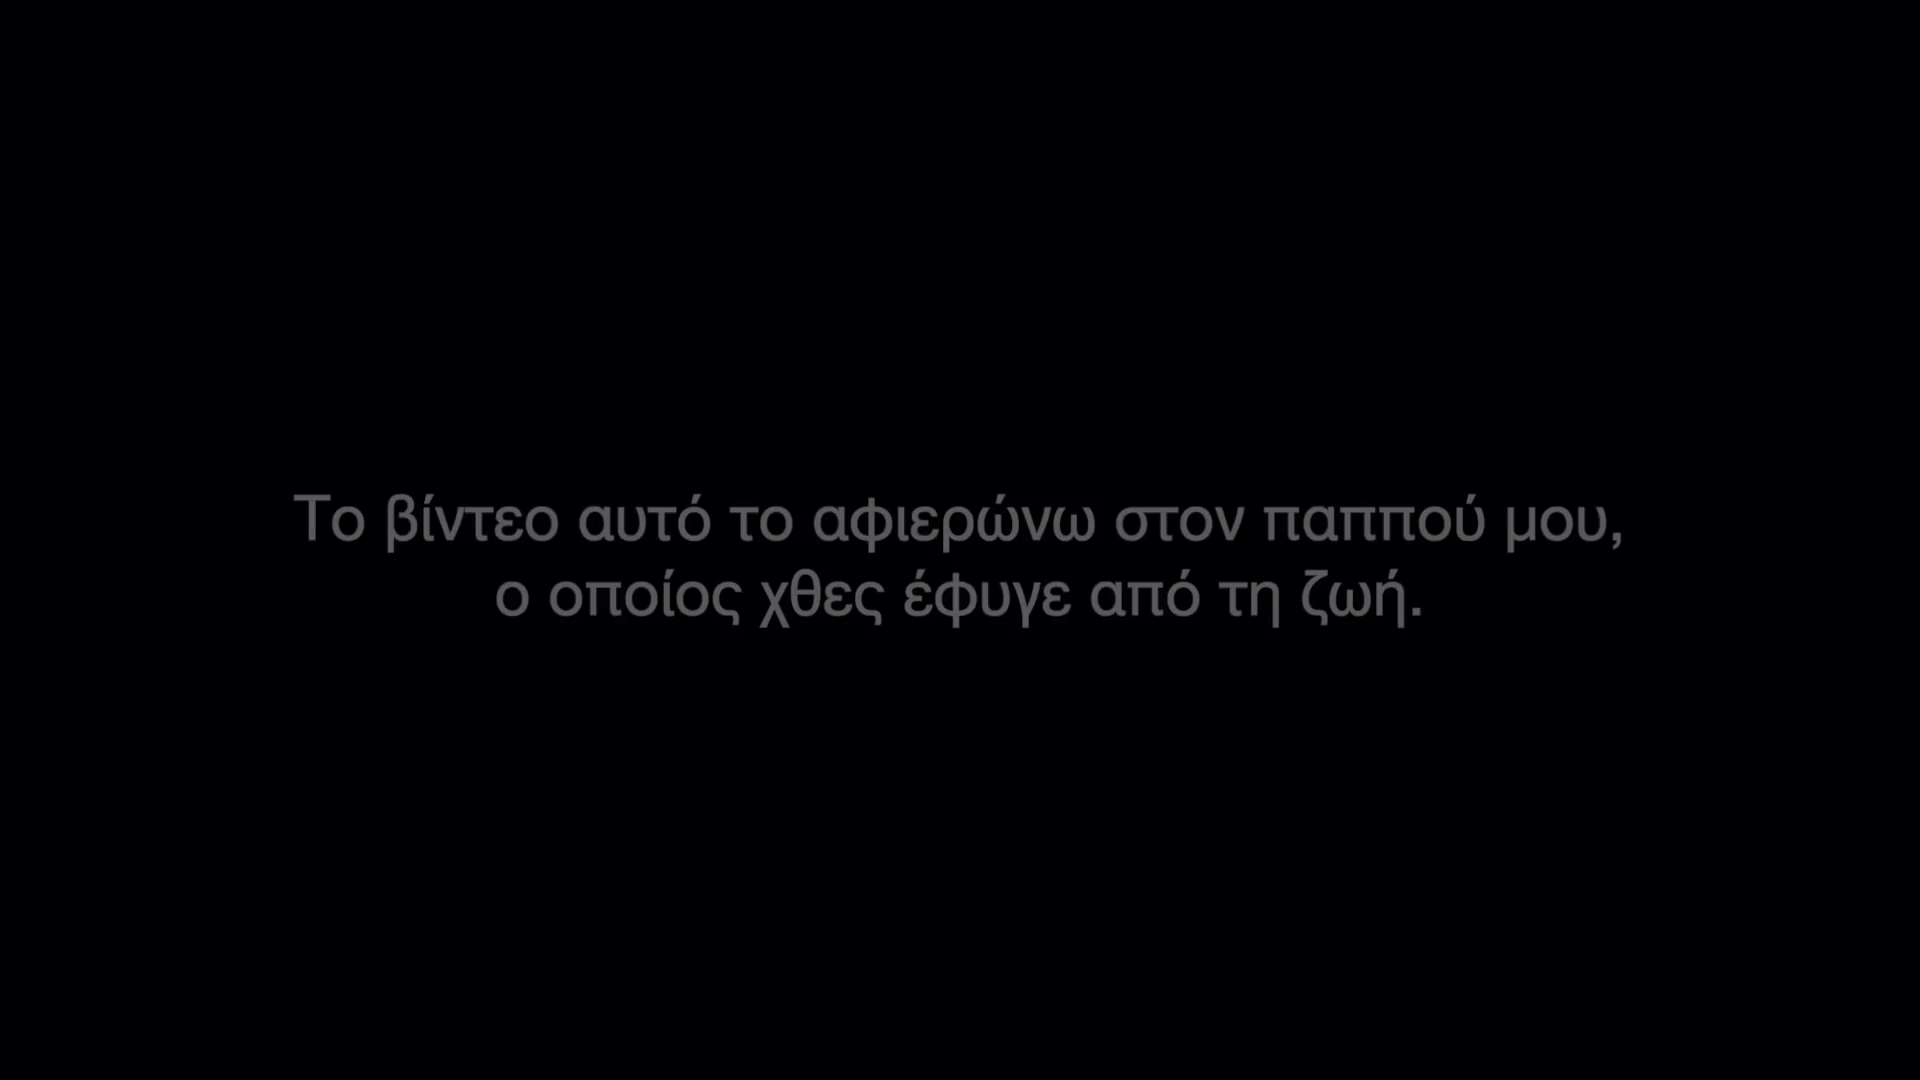 Το βίντεο αυτό το αφιερώνω στον παππού μου,
ο οποίος χθες έφυγε από τη ζωή.